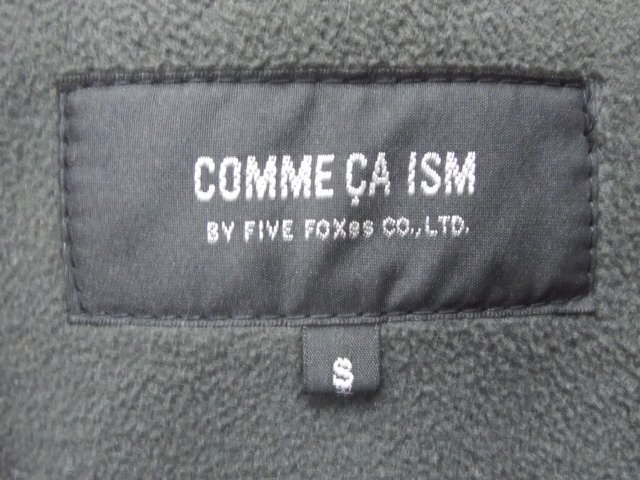 COMME ÇA ISM
BY FIVE FOXes CO.,LTD.
S